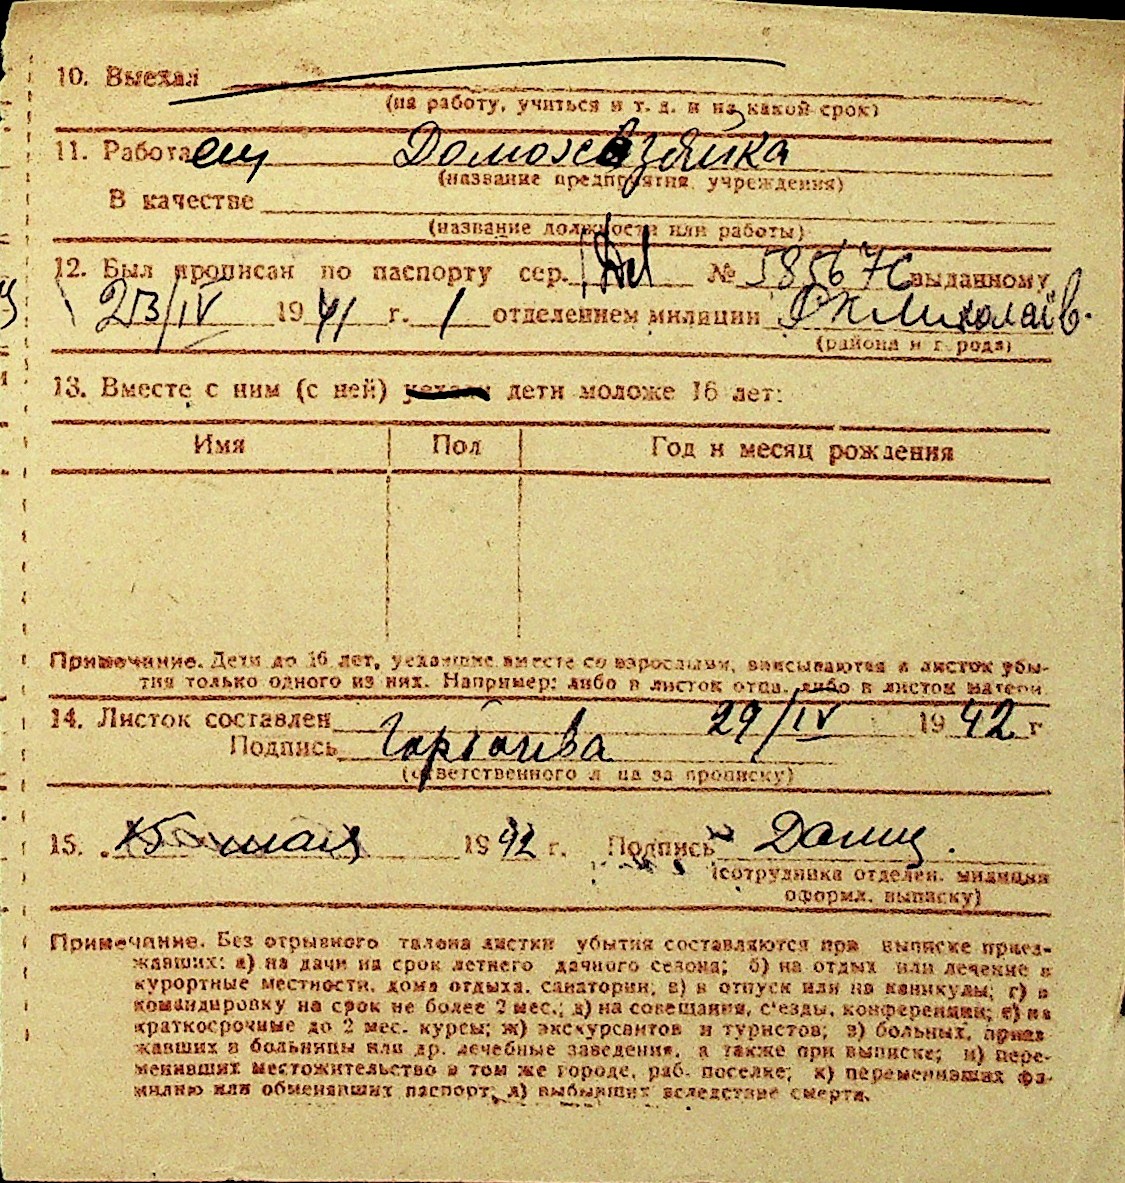 10. Выехал
(на работу, учиться и т. д. и на какой срок)
11. Работает Домохозяйка
(название предприятия, учреждения)
В качестве
(название должности или работы)
12. Был прописан по паспорту сер. № 585676 выданному
23/IV 1941 г. 1 отделением милиции Николаев.
(района и города)
13. Вместе с ним (с ней) уехали дети моложе 16 лет:
Имя Пол Год и месяц рождения
Примечание. Дети до 16 лет, уехавшие вместе со взрослыми, вписываются в листок убы-
тия только одного из них. Например: либо в листок отца, либо в листок матери.
14. Листок составлен 29/IV 1942 г
Подпись
(ответственного лица за прописку)
15. 15 мая 1942 г. Подпись
(сотрудника отделен. милиции
оформл. выписку)
Примечание. Без отрывного талона листки убытия составляются при выписке приез-
жавших: а) на дачи на срок летнего дачного сезона; б) на отдых или лечение в
курортные местности, дома отдыха, санатории; в) в отпуск или на каникулы; г) в
командировку на срок не более 2 мес.; д) на совещания, с'езды, конференции; е) на
краткосрочные до 2 мес. курсы; ж) экскурсантов и туристов; з) больных, приез-
жавших в больницы или др. лечебные заведения, а также при выписке; и) пере-
менивших местожительство в том же городе, раб. поселке; к) переменивших фа-
милию или обменявших паспорт, л) выбывших вследствие смерти.